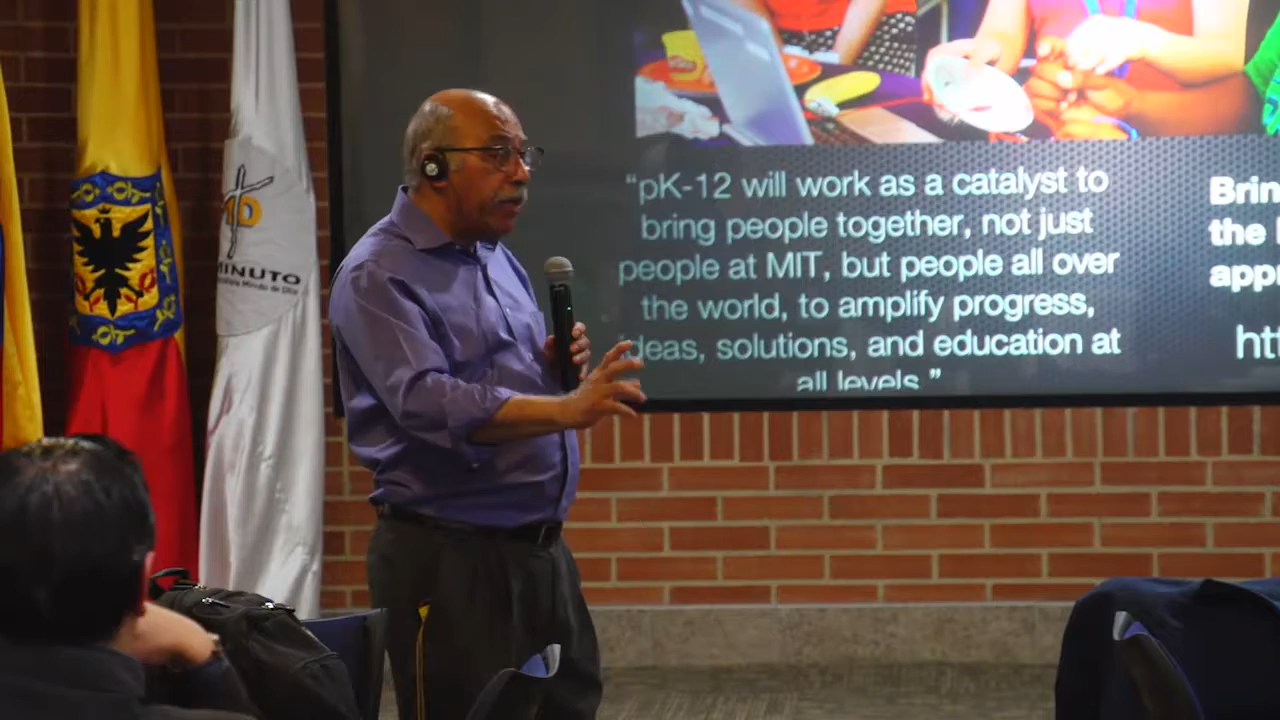 MINUTO
“pK-12 will work as a catalyst to
bring people together, not just
people at MIT, but people all over
the world, to amplify progress,
ideas, solutions, and education at
all levels.”
Brin
the
appr
htt